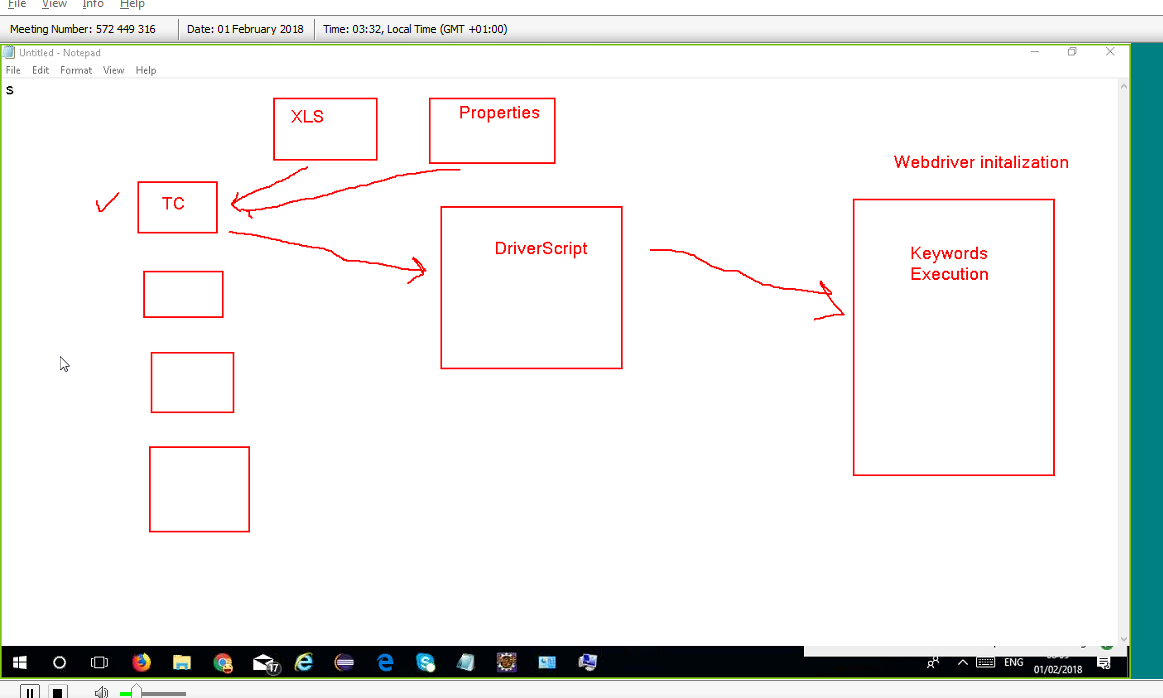 File View Info Help
Meeting Number: 572 449 316 Date: 01 February 2018 Time: 03:32, Local Time (GMT +01:00)
Untitled - Notepad
File Edit Format View Help
s
XLS
Properties
Webdriver initalization
TC
DriverScript
Keywords
Execution
17
ENG
01/02/2018